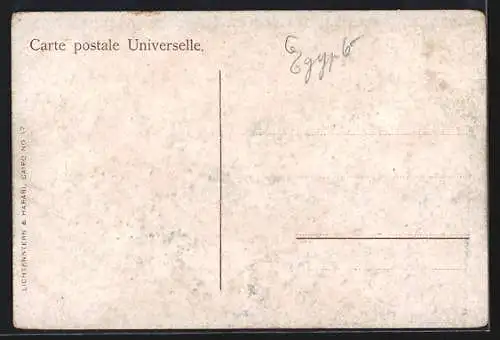 Carte postale Universelle.
Egypt
LICHTENSTERN & HARARI, CAIRO NO. 17